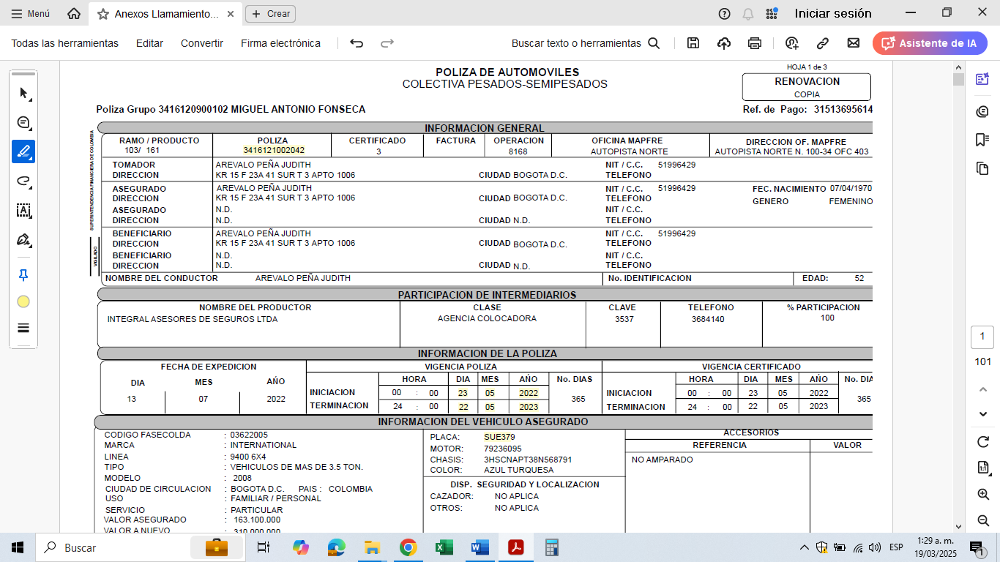 Menú
Anexos Llamamiento...
Crear
Iniciar sesión
Todas las herramientas Editar Convertir Firma electrónica
Buscar texto o herramientas
Asistente de IA
HOJA 1 de 3
POLIZA DE AUTOMOVILES
COLECTIVA PESADOS-SEMIPESADOS
RENOVACION
COPIA
Poliza Grupo 3416120900102 MIGUEL ANTONIO FONSECA
Ref. de Pago: 31513695614
SUPERINTENDENCIA FINANCIERA DE COLOMBIA
VIGILADO
INFORMACION GENERAL
RAMO / PRODUCTO POLIZA CERTIFICADO FACTURA OPERACION OFICINA MAPFRE DIRECCION OF. MAPFRE
103/ 161 3416121002042 3 8168 AUTOPISTA NORTE AUTOPISTA NORTE N. 100-34 OFC 403
TOMADOR AREVALO PEÑA JUDITH NIT / C.C. 51996429
DIRECCION KR 15 F 23A 41 SUR T 3 APTO 1006 CIUDAD BOGOTA D.C. TELEFONO
ASEGURADO AREVALO PEÑA JUDITH NIT / C.C. 51996429 FEC. NACIMIENTO 07/04/1970
DIRECCION KR 15 F 23A 41 SUR T 3 APTO 1006 CIUDAD BOGOTA D.C. TELEFONO GENERO FEMENINO
ASEGURADO N.D. NIT / C.C.
DIRECCION N.D. CIUDAD N.D. TELEFONO
BENEFICIARIO AREVALO PEÑA JUDITH NIT / C.C. 51996429
DIRECCION KR 15 F 23A 41 SUR T 3 APTO 1006 CIUDAD BOGOTA D.C. TELEFONO
BENEFICIARIO N.D. NIT / C.C.
DIRECCION N.D. CIUDAD N.D. TELEFONO
NOMBRE DEL CONDUCTOR AREVALO PEÑA JUDITH No. IDENTIFICACION EDAD: 52
PARTICIPACION DE INTERMEDIARIOS
NOMBRE DEL PRODUCTOR CLASE CLAVE TELEFONO % PARTICIPACION
INTEGRAL ASESORES DE SEGUROS LTDA AGENCIA COLOCADORA 3537 3684140 100
INFORMACION DE LA POLIZA
FECHA DE EXPEDICION VIGENCIA POLIZA VIGENCIA CERTIFICADO
DIA MES AÑO HORA DIA MES AÑO No. DIAS HORA DIA MES AÑO No. DIA
13 07 2022
INICIACION 00 : 00 23 05 2022 365 INICIACION 00 : 00 23 05 2022 365
TERMINACION 24 : 00 22 05 2023 TERMINACION 24 : 00 22 05 2023
INFORMACION DEL VEHICULO ASEGURADO
CODIGO FASECOLDA : 03622005
MARCA : INTERNATIONAL
LINEA : 9400 6X4
TIPO : VEHICULOS DE MAS DE 3.5 TON.
MODELO : 2008
CIUDAD DE CIRCULACION : BOGOTA D.C. PAIS : COLOMBIA
USO : FAMILIAR / PERSONAL
SERVICIO : PARTICULAR
VALOR ASEGURADO : 163.100.000
VALOR A NUEVO 310.000.000
PLACA: SUE379
MOTOR: 79236095
CHASIS: 3HSCNAPT38N568791
COLOR: AZUL TURQUESA
DISP. SEGURIDAD Y LOCALIZACION
CAZADOR: NO APLICA
OTROS: NO APLICA
ACCESORIOS
REFERENCIA VALOR
NO AMPARADO
1
101
Buscar
ESP
1:29 a. m.
19/03/2025
1